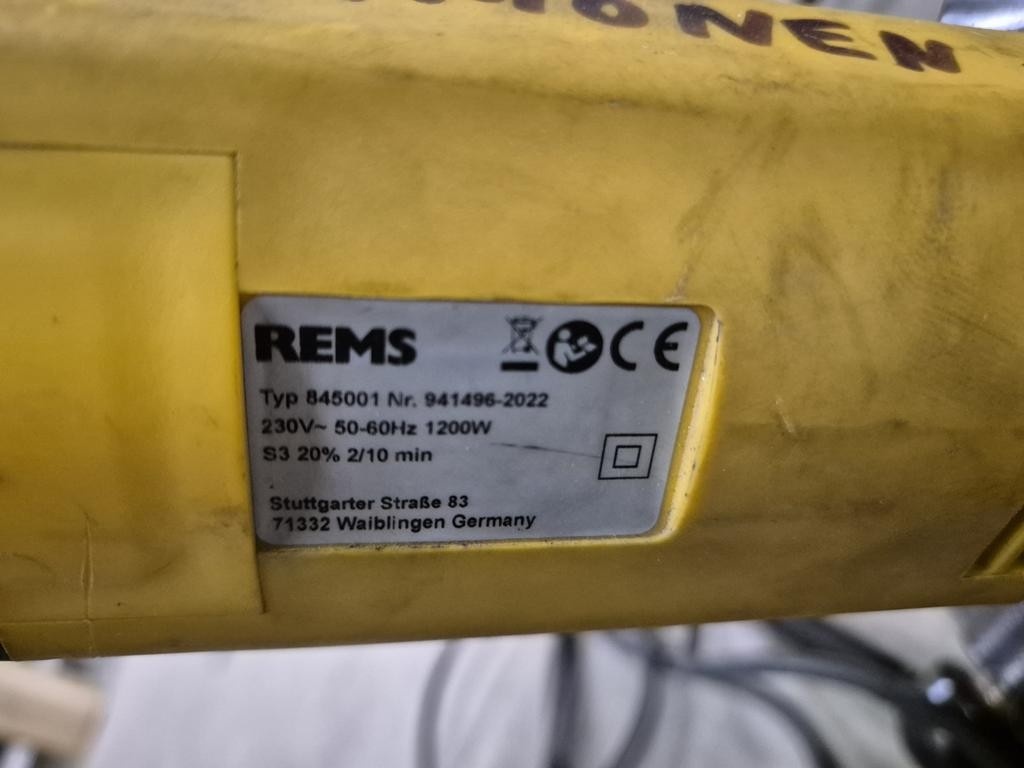 REMS CE
Typ 845001 Nr. 941496-2022
230V~ 50-60Hz 1200W
S3 20% 2/10 min
Stuttgarter Straße 83
71332 Waiblingen Germany